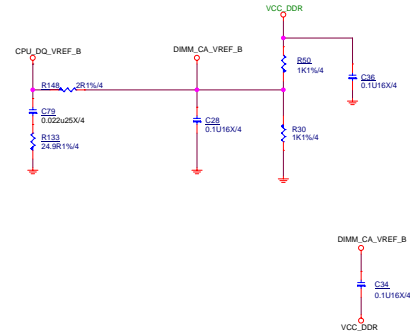 VCC_DDR
CPU_DQ_VREF_B
DIMM_CA_VREF_B
R50
1K1%/4
R148
2R1%/4
C36
0.1U16X/4
C79
0.022u25X/4
C28
0.1U16X/4
R30
1K1%/4
R133
24.9R1%/4
DIMM_CA_VREF_B
C34
0.1U16X/4
VCC_DDR